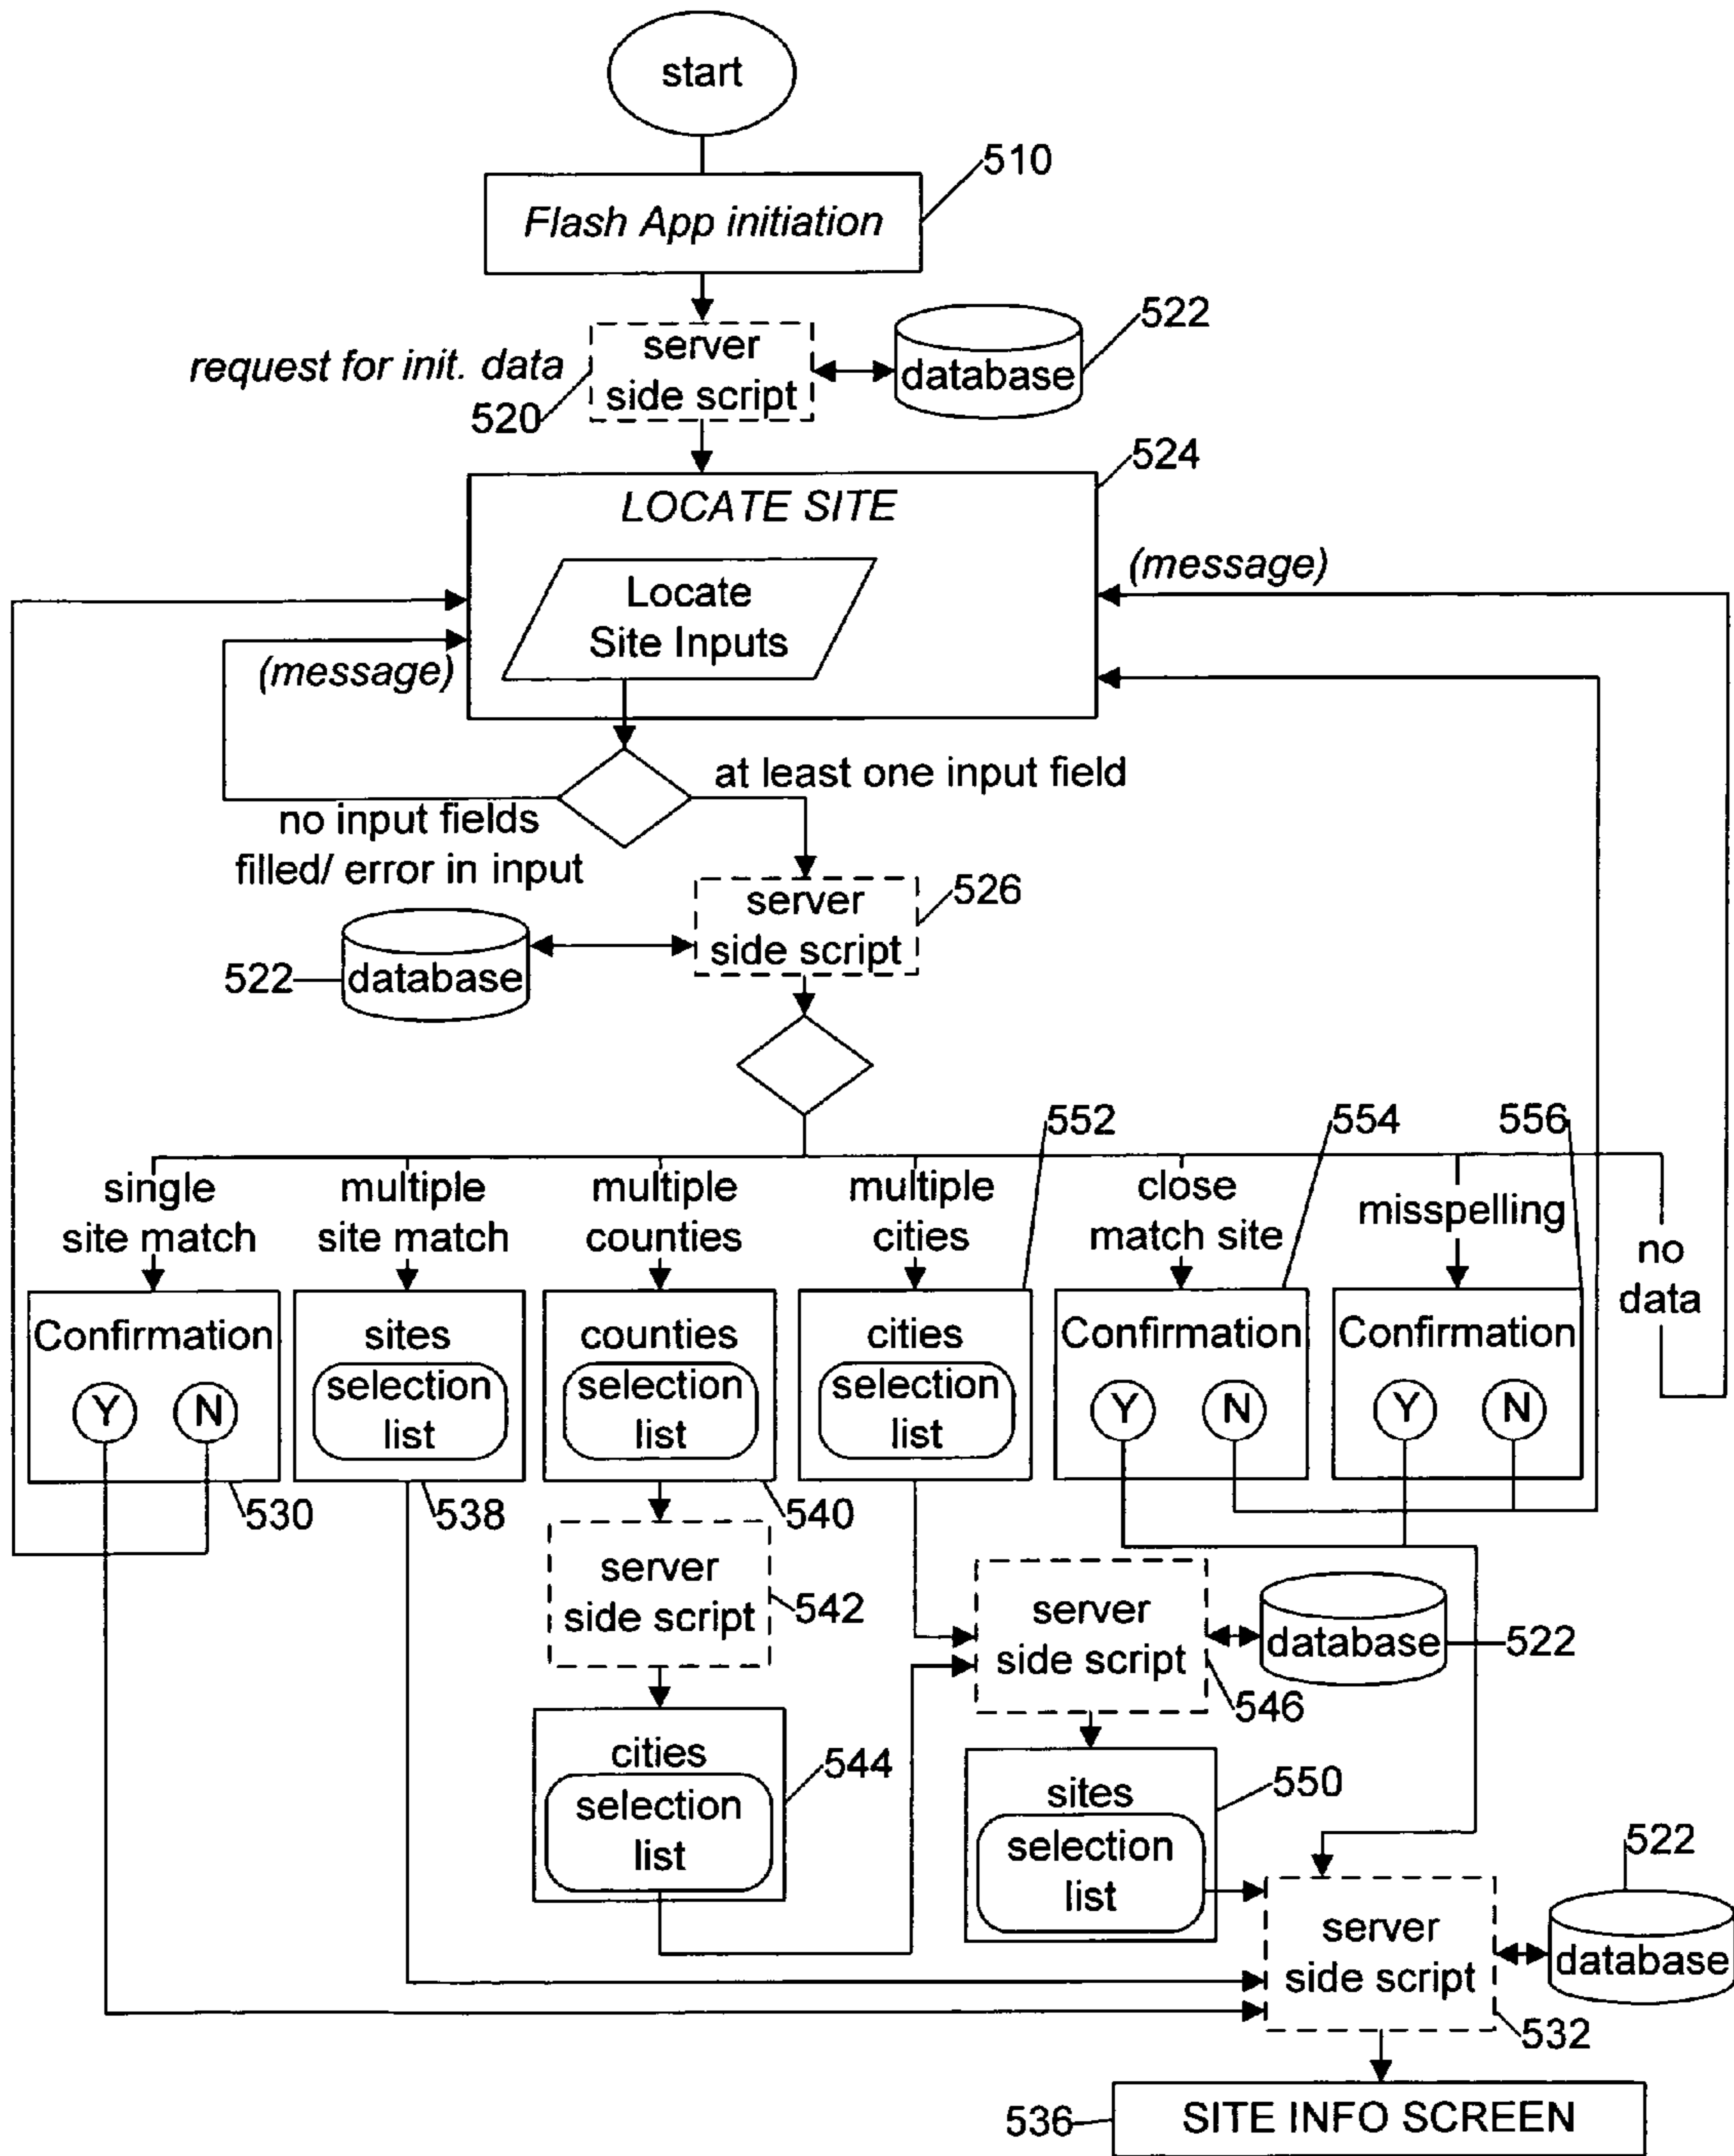 start
510
Flash App initiation
522
server
side script
database
request for init. data
520
524
LOCATE SITE
(message)
Locate
Site Inputs
(message)
at least one input field
no input fields
filled/ error in input
526
server
side script
522
database
552
554
556
single
site match
multiple
site match
multiple
counties
multiple
cities
close
match site
misspelling
no
data
Confirmation
Y
N
sites
selection
list
counties
selection
list
cities
selection
list
Confirmation
Y
N
Confirmation
Y
N
530
538
540
server
side script
542
server
side script
database
522
546
cities
selection
list
544
sites
selection
list
550
522
server
side script
database
532
536
SITE INFO SCREEN